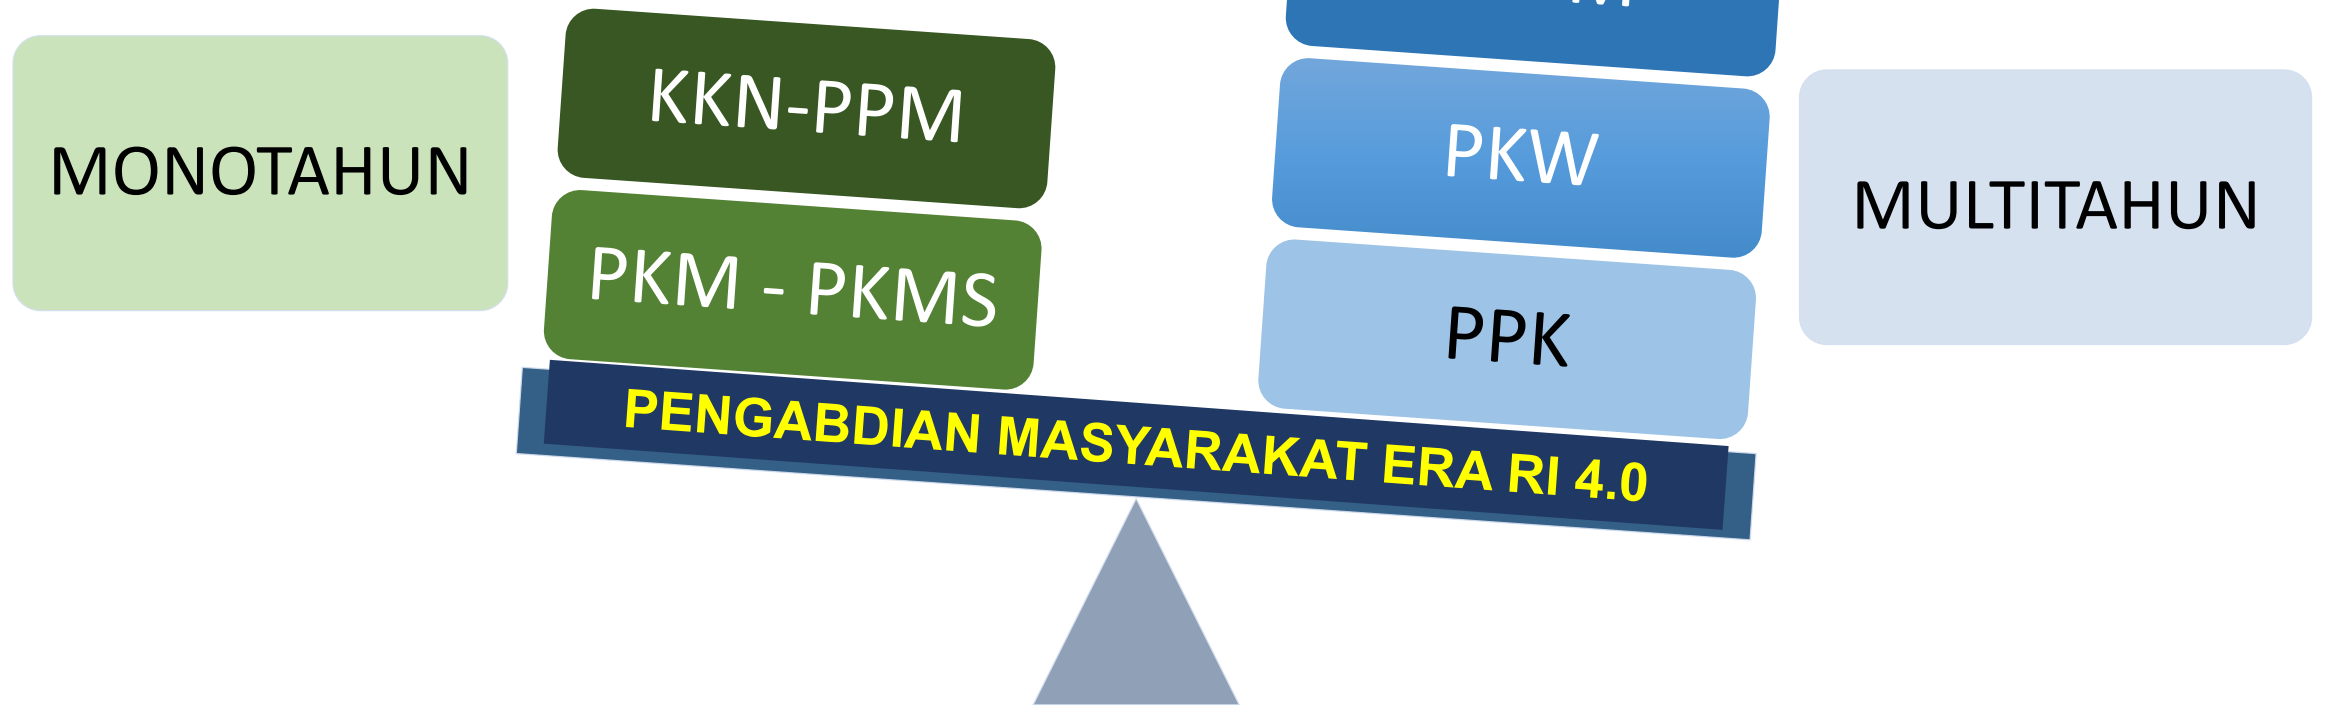 MONOTAHUN
KKN-PPM
PKM - PKMS
PKW
PPK
MULTITAHUN
PENGABDIAN MASYARAKAT ERA RI 4.0